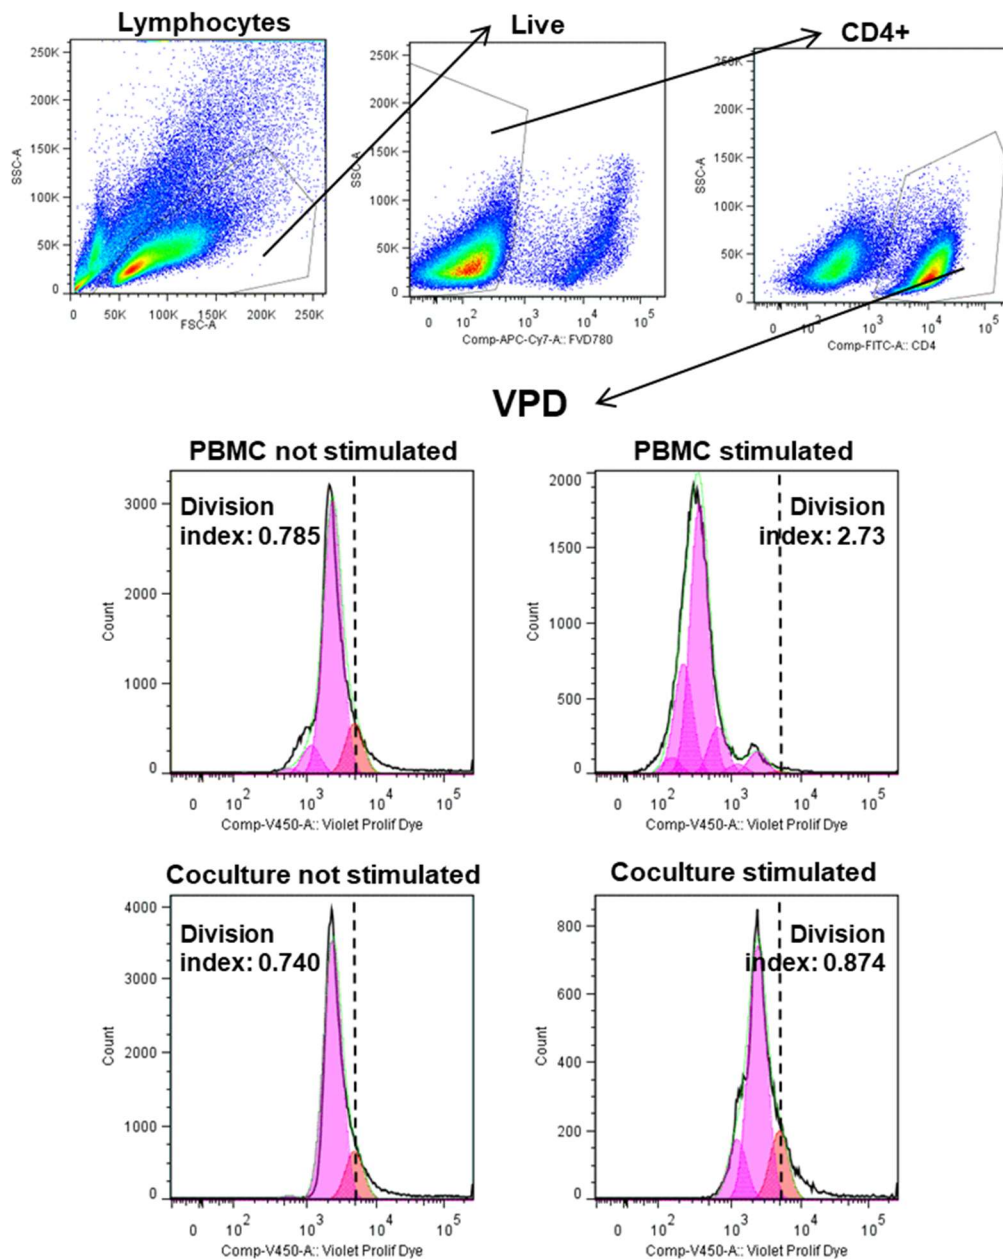 Lymphocytes
Live
CD4+
250K
200K
150K
100K
50K
0
SSC-A
0 50K 100K 150K 200K 250K
FSC-A
250K
200K
150K
100K
50K
0
SSC-A
0 10^2 10^3 10^4 10^5
Comp-APC-Cy7-A:: FVD780
250K
200K
150K
100K
50K
0
SSC-A
0 10^2 10^3 10^4 10^5
Comp-FITC-A:: CD4
VPD
PBMC not stimulated
Division
index: 0.785
3000
2000
1000
0
Count
0 10^2 10^3 10^4 10^5
Comp-V450-A:: Violet Prolif Dye
PBMC stimulated
Division
index: 2.73
2000
1500
1000
500
0
Count
0 10^2 10^3 10^4 10^5
Comp-V450-A:: Violet Prolif Dye
Coculture not stimulated
Division
index: 0.740
4000
3000
2000
1000
0
Count
0 10^2 10^3 10^4 10^5
Comp-V450-A:: Violet Prolif Dye
Coculture stimulated
Division
index: 0.874
800
600
400
200
0
Count
0 10^2 10^3 10^4 10^5
Comp-V450-A:: Violet Prolif Dye